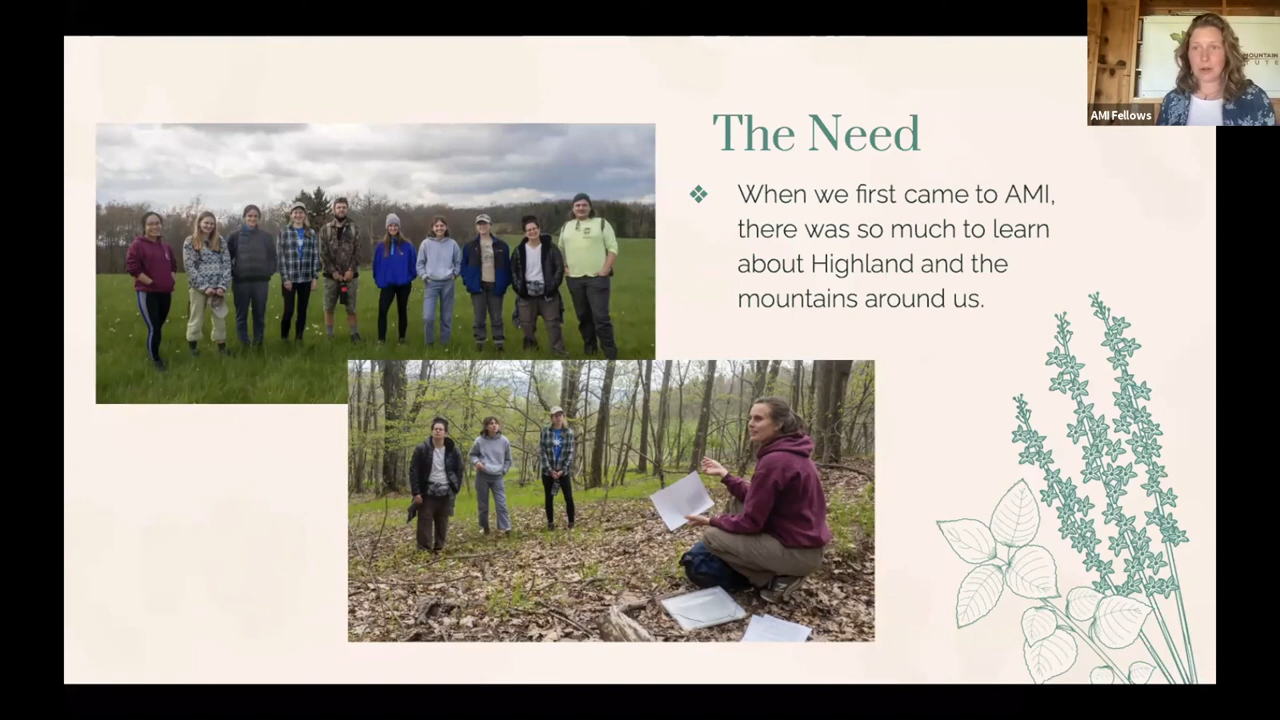 The Need
❖ When we first came to AMI,
there was so much to learn
about Highland and the
mountains around us.
MOUNTAIN
AMI Fellows